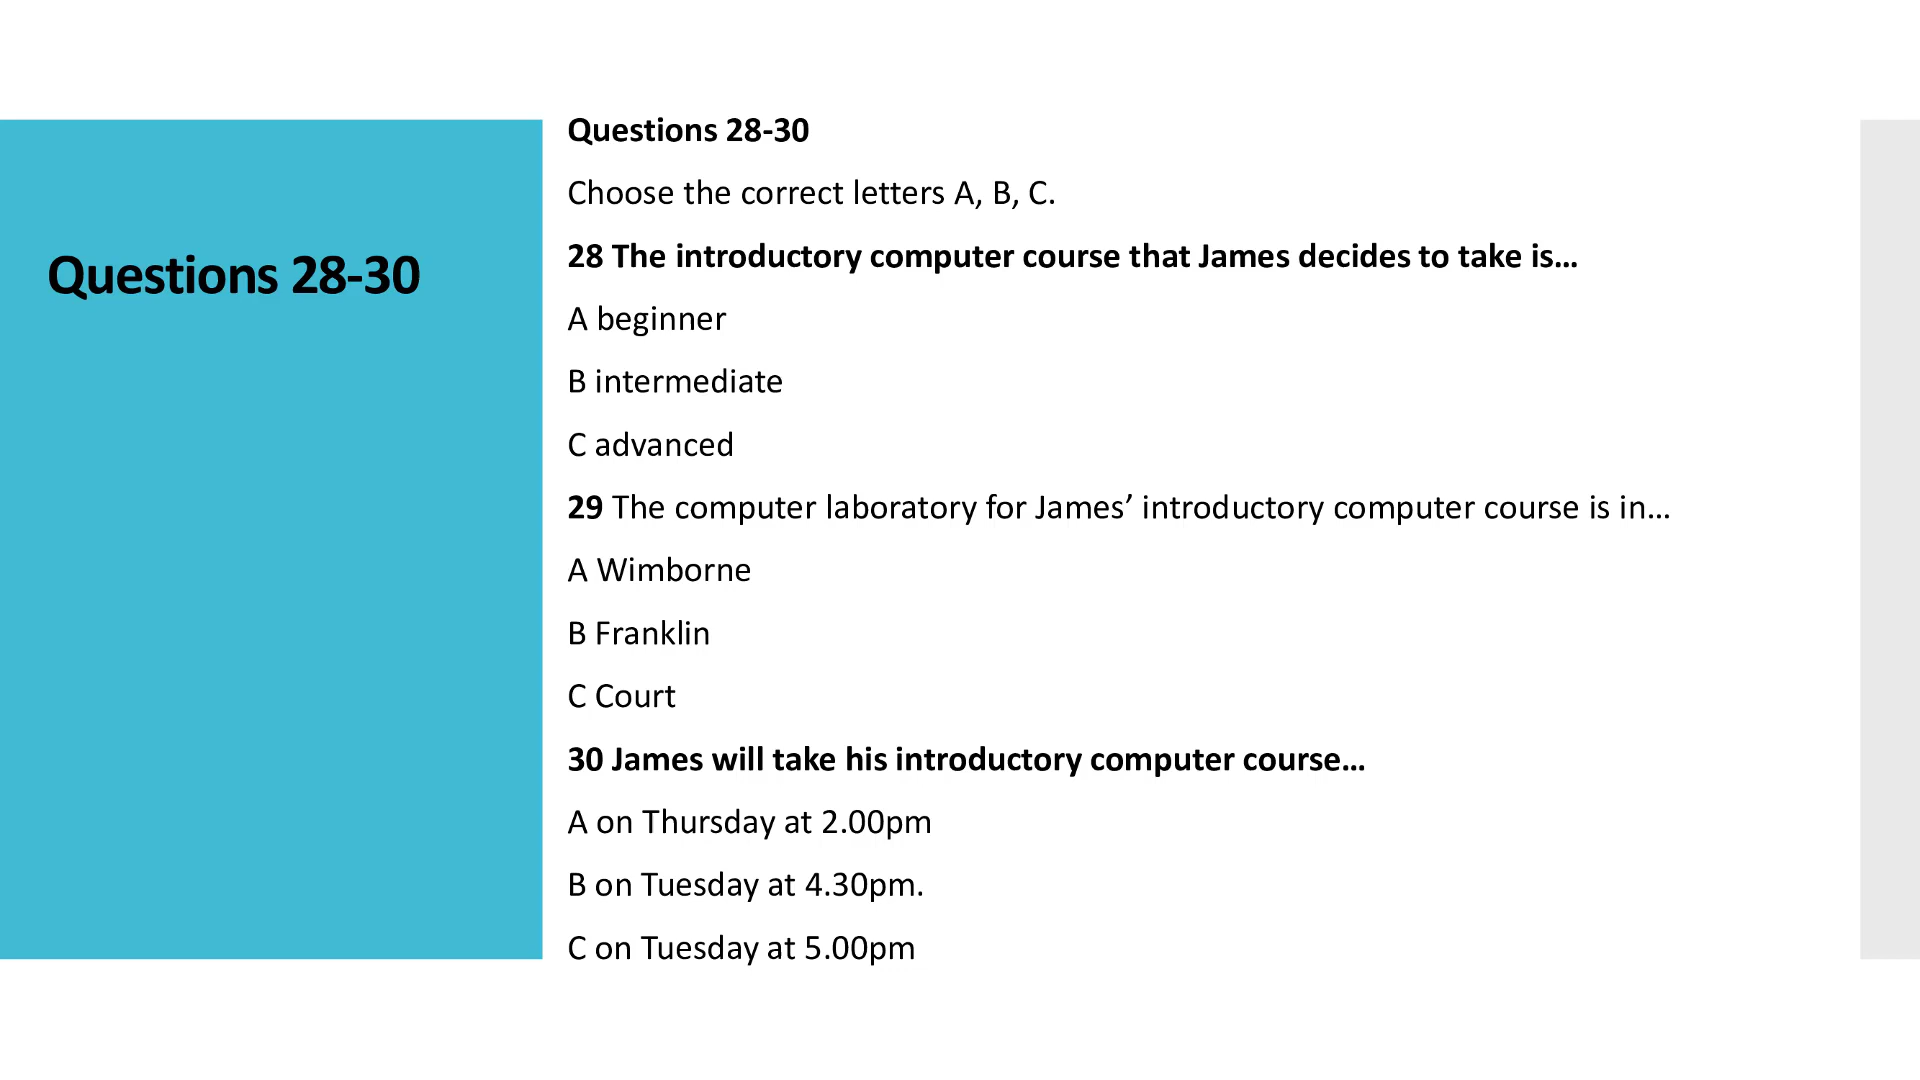 Questions 28-30
Questions 28-30
Choose the correct letters A, B, C.
28 The introductory computer course that James decides to take is…
A beginner
B intermediate
C advanced
29 The computer laboratory for James’ introductory computer course is in…
A Wimborne
B Franklin
C Court
30 James will take his introductory computer course…
A on Thursday at 2.00pm
B on Tuesday at 4.30pm.
C on Tuesday at 5.00pm